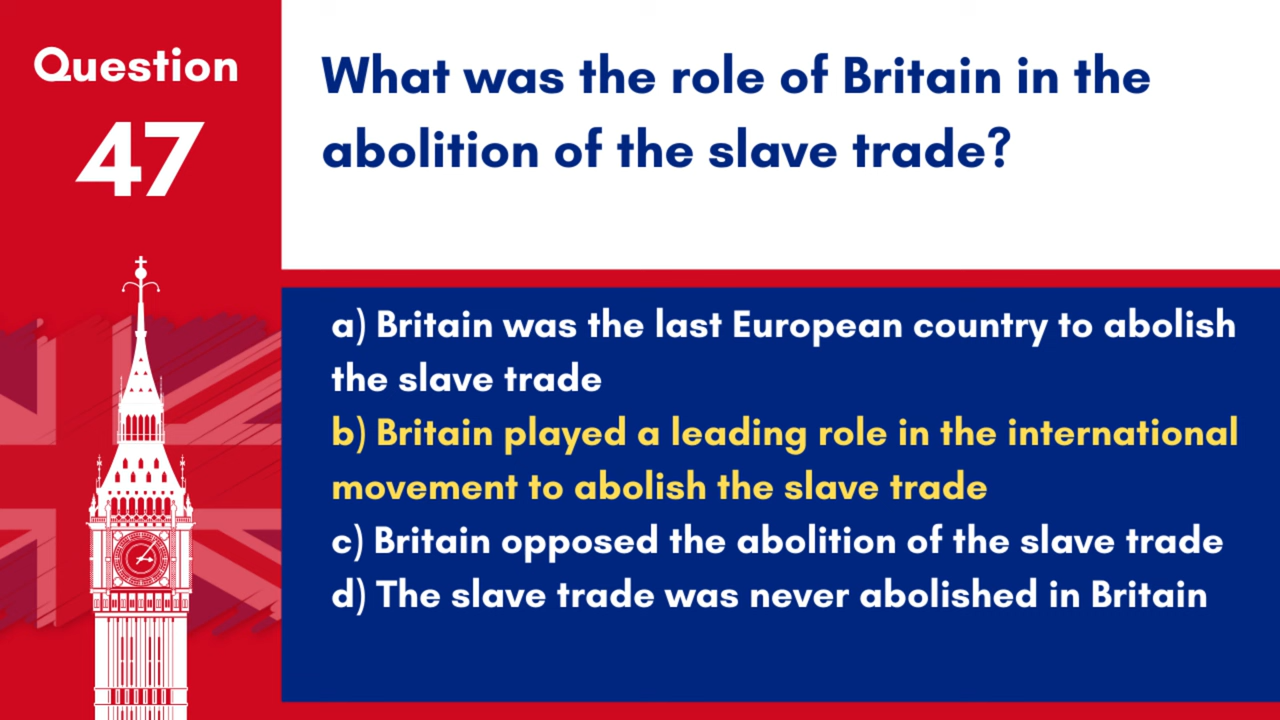 Question
47
What was the role of Britain in the
abolition of the slave trade?
a) Britain was the last European country to abolish
the slave trade
b) Britain played a leading role in the international
movement to abolish the slave trade
c) Britain opposed the abolition of the slave trade
d) The slave trade was never abolished in Britain